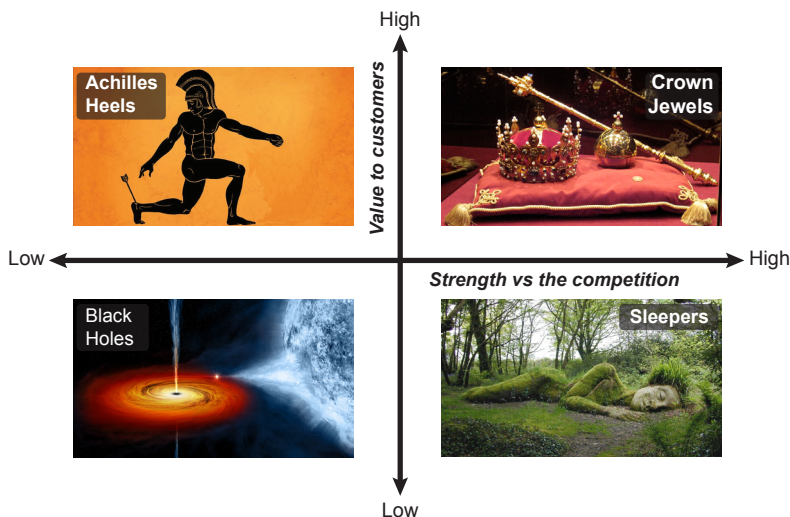 High
Achilles
Heels
Value to customers
Crown
Jewels
Low
High
Strength vs the competition
Black
Holes
Sleepers
Low